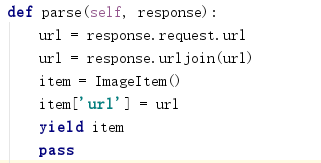 def parse(self, response):
    url = response.request.url
    url = response.urljoin(url)
    item = ImageItem()
    item['url'] = url
    yield item
    pass